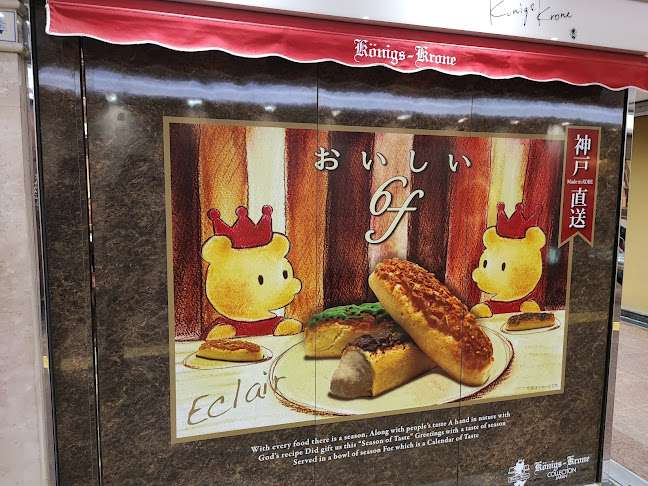 Königs Krone
Königs-Krone
神戸
Made in KOBE
直送
おいしい
6f
Eclair
With every food there is a season, Along with people's taste A hand in nature with
God's recipe Did gift us this "Season of Taste" Greetings with a taste of season
Served in a bowl of season For which is a Calendar of Taste
Königs-Krone
COLLECTION